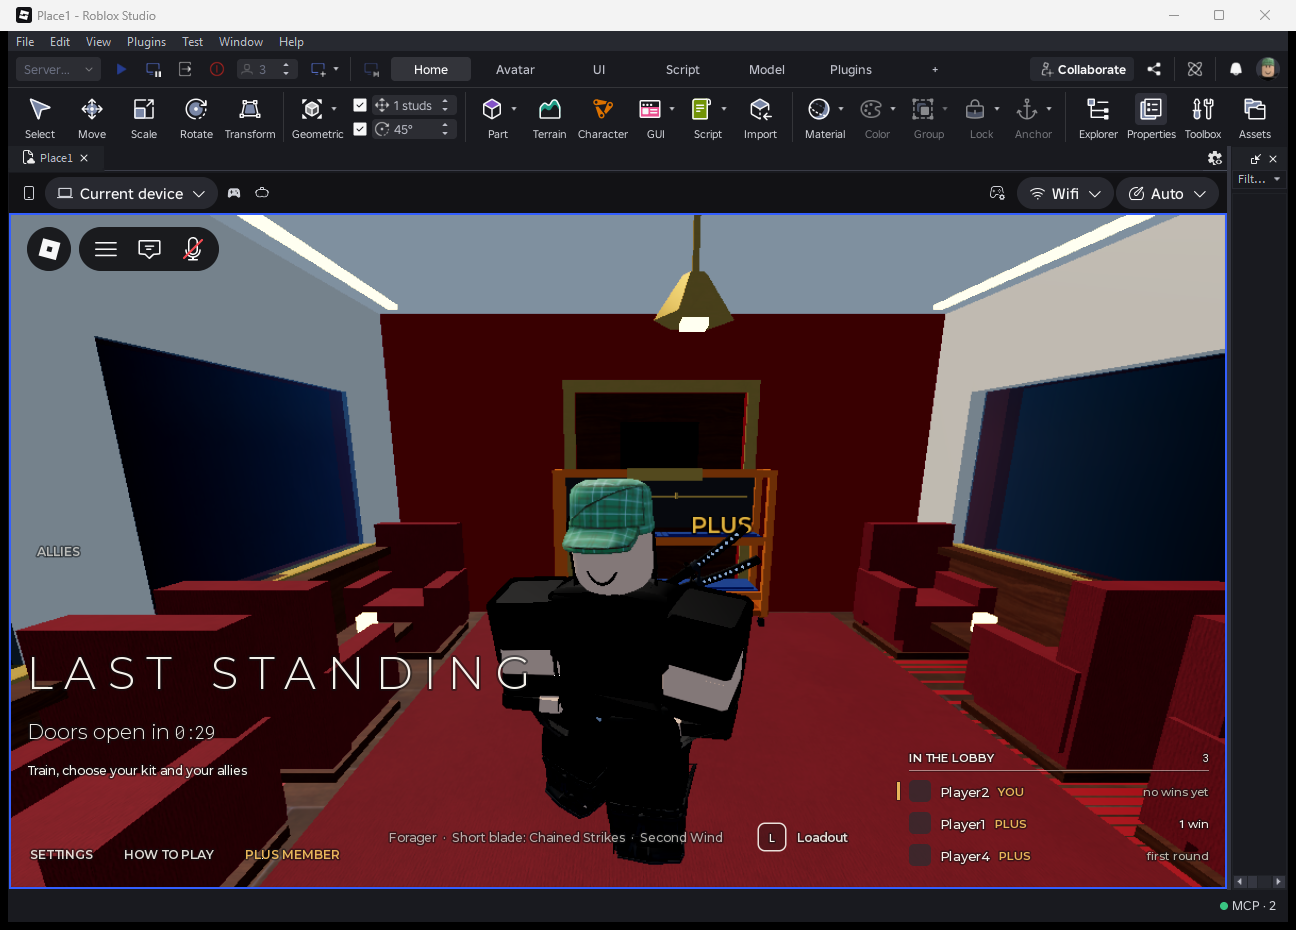 Place1 - Roblox Studio
File Edit View Plugins Test Window Help
Server... 3 Home Avatar UI Script Model Plugins + Collaborate
1 studs
45°
Select Move Scale Rotate Transform Geometric Part Terrain Character GUI Script Import Material Color Group Lock Anchor Explorer Properties Toolbox Assets
Place1
Current device Wifi Auto
Filt...
PLUS
ALLIES
LAST STANDING
Doors open in 0:29
Train, choose your kit and your allies
IN THE LOBBY 3
Player2 YOU no wins yet
Player1 PLUS 1 win
Player4 PLUS first round
Forager · Short blade: Chained Strikes · Second Wind L Loadout
SETTINGS HOW TO PLAY PLUS MEMBER
MCP · 2